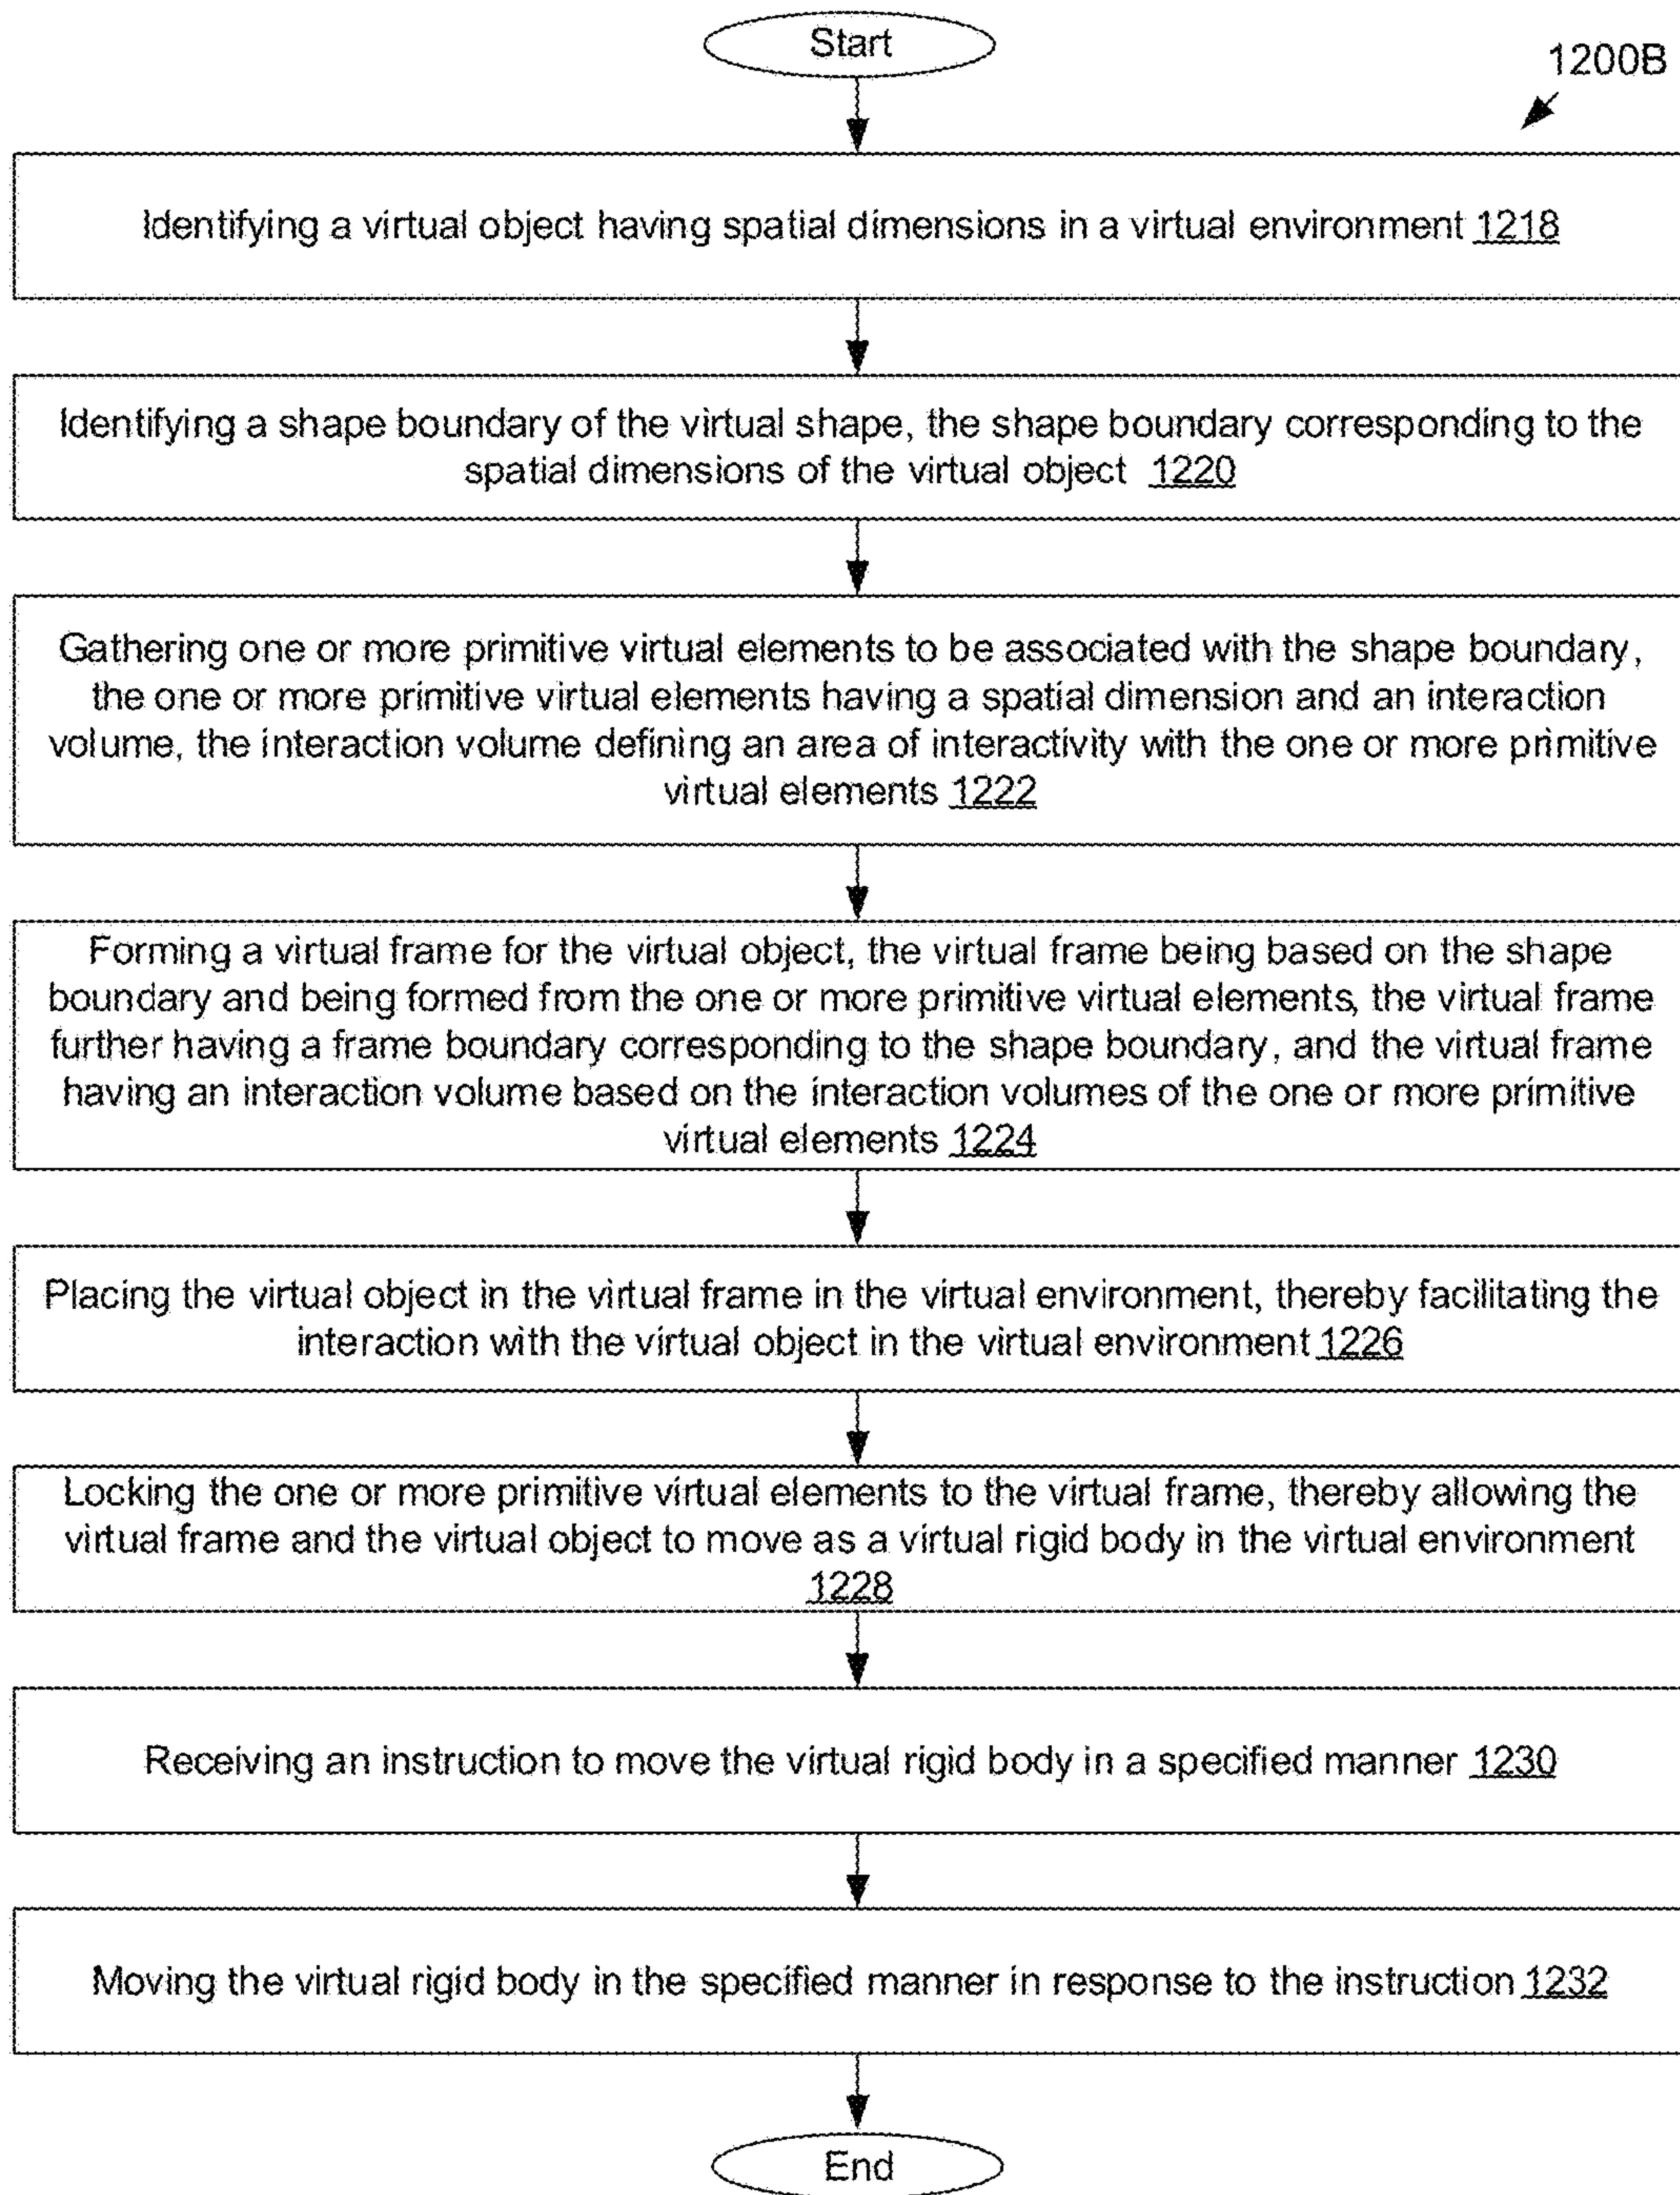 Start
1200B
Identifying a virtual object having spatial dimensions in a virtual environment 1218
Identifying a shape boundary of the virtual shape, the shape boundary corresponding to the
spatial dimensions of the virtual object 1220
Gathering one or more primitive virtual elements to be associated with the shape boundary,
the one or more primitive virtual elements having a spatial dimension and an interaction
volume, the interaction volume defining an area of interactivity with the one or more primitive
virtual elements 1222
Forming a virtual frame for the virtual object, the virtual frame being based on the shape
boundary and being formed from the one or more primitive virtual elements, the virtual frame
further having a frame boundary corresponding to the shape boundary, and the virtual frame
having an interaction volume based on the interaction volumes of the one or more primitive
virtual elements 1224
Placing the virtual object in the virtual frame in the virtual environment, thereby facilitating the
interaction with the virtual object in the virtual environment 1226
Locking the one or more primitive virtual elements to the virtual frame, thereby allowing the
virtual frame and the virtual object to move as a virtual rigid body in the virtual environment
1228
Receiving an instruction to move the virtual rigid body in a specified manner 1230
Moving the virtual rigid body in the specified manner in response to the instruction 1232
End